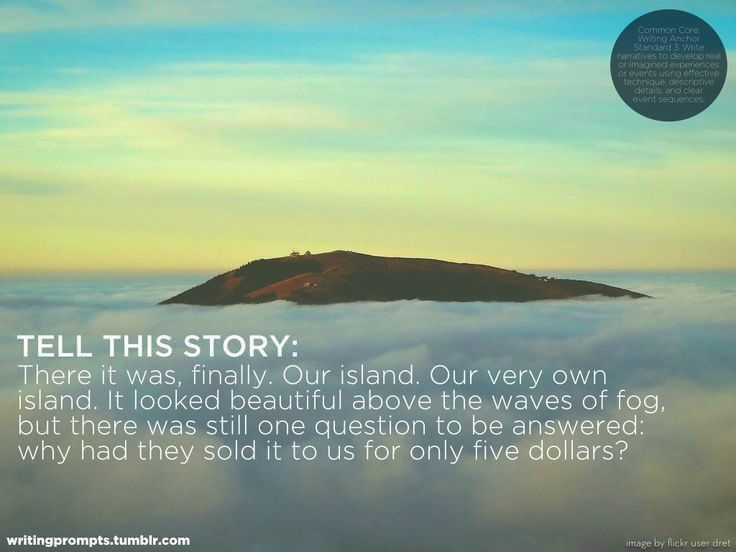 Common Core:
Writing Anchor
Standard 3. Write
narratives to develop real
or imagined experiences
or events using effective
technique, descriptive
details, and clear
event sequences.
TELL THIS STORY:
There it was, finally. Our island. Our very own
island. It looked beautiful above the waves of fog,
but there was still one question to be answered:
why had they sold it to us for only five dollars?
writingprompts.tumblr.com
image by flickr user dret